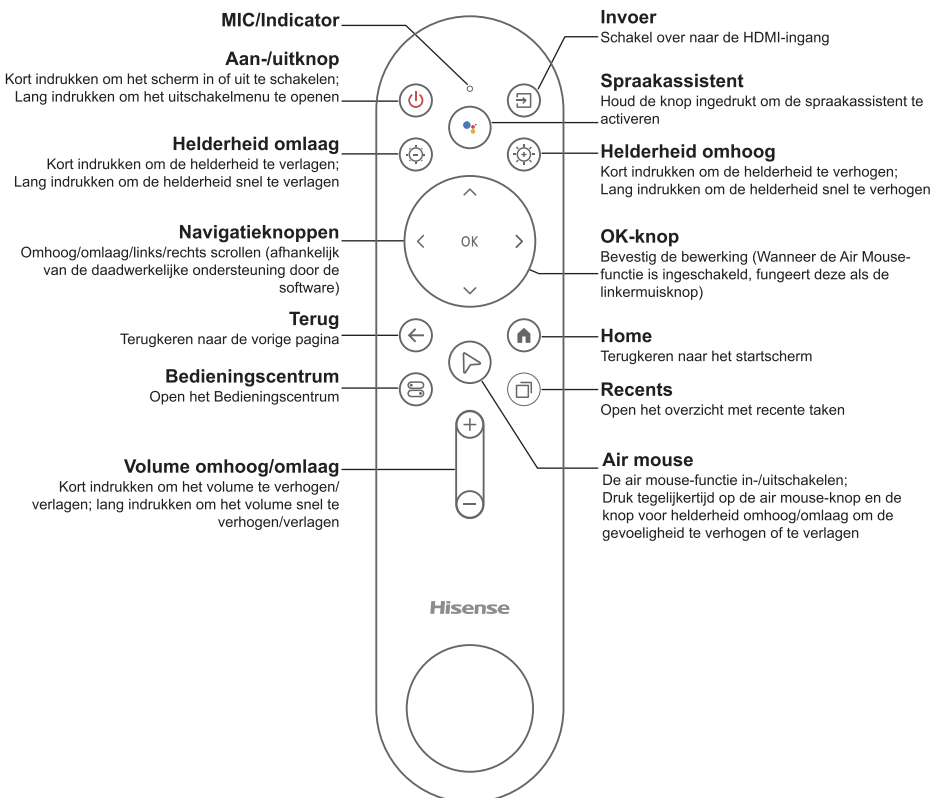 MIC/Indicator
Aan-/uitknop
Kort indrukken om het scherm in of uit te schakelen;
Lang indrukken om het uitschakelmenu te openen
Helderheid omlaag
Kort indrukken om de helderheid te verlagen;
Lang indrukken om de helderheid snel te verlagen
Navigatieknoppen
Omhoog/omlaag/links/rechts scrollen (afhankelijk
van de daadwerkelijke ondersteuning door de
software)
Terug
Terugkeren naar de vorige pagina
Bedieningscentrum
Open het Bedieningscentrum
Volume omhoog/omlaag
Kort indrukken om het volume te verhogen/
verlagen; lang indrukken om het volume snel te
verhogen/verlagen
OK
Hisense
Invoer
Schakel over naar de HDMI-ingang
Spraakassistent
Houd de knop ingedrukt om de spraakassistent te
activeren
Helderheid omhoog
Kort indrukken om de helderheid te verhogen;
Lang indrukken om de helderheid snel te verhogen
OK-knop
Bevestig de bewerking (Wanneer de Air Mouse-
functie is ingeschakeld, fungeert deze als de
linkermuisknop)
Home
Terugkeren naar het startscherm
Recents
Open het overzicht met recente taken
Air mouse
De air mouse-functie in-/uitschakelen;
Druk tegelijkertijd op de air mouse-knop en de
knop voor helderheid omhoog/omlaag om de
gevoeligheid te verhogen of te verlagen